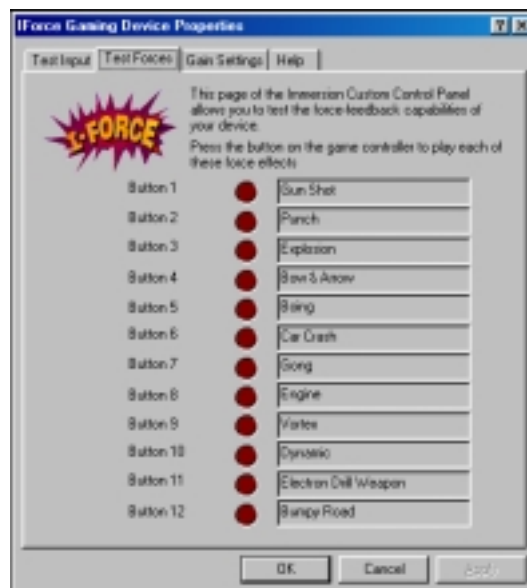 IForce Gaming Device Properties
Test Input Test Forces Gain Settings Help
I-FORCE
This page of the Immersion Custom Control Panel
allows you to test the force-feedback capabilities of
your device.
Press the button on the game controller to play each of
these force effects
Button 1 Gun Shot
Button 2 Punch
Button 3 Explosion
Button 4 Bow & Arrow
Button 5 Boing
Button 6 Car Crash
Button 7 Gong
Button 8 Engine
Button 9 Vortex
Button 10 Dynamic
Button 11 Electron Drill Weapon
Button 12 Bumpy Road
OK Cancel Apply